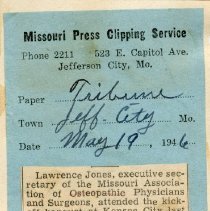 Missouri Press Clipping Service
Phone 2211 523 E. Capitol Ave.
Jefferson City, Mo.
Paper Tribune
Town Jeff. City Mo.
Date May 19, 1946
Lawrence Jones, executive sec-
retary of the Missouri Associa-
tion of Osteopathic Physicians
and Surgeons, attended the kick-